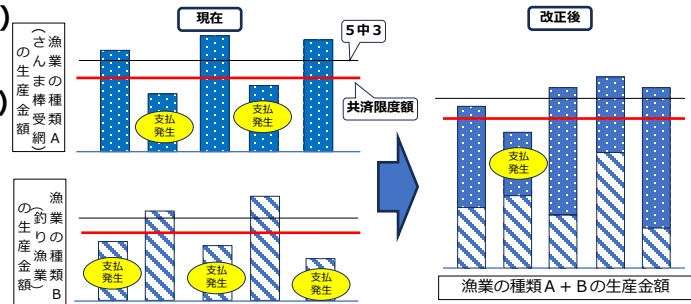 )
)
現在
改正後
5中3
共済限度額
漁業の種類A
(さんま棒受網)
の生産金額
支払
発生
支払
発生
漁業の種類B
(釣り漁業)
の生産金額
支払
発生
支払
発生
支払
発生
支払
発生
漁業の種類A+Bの生産金額